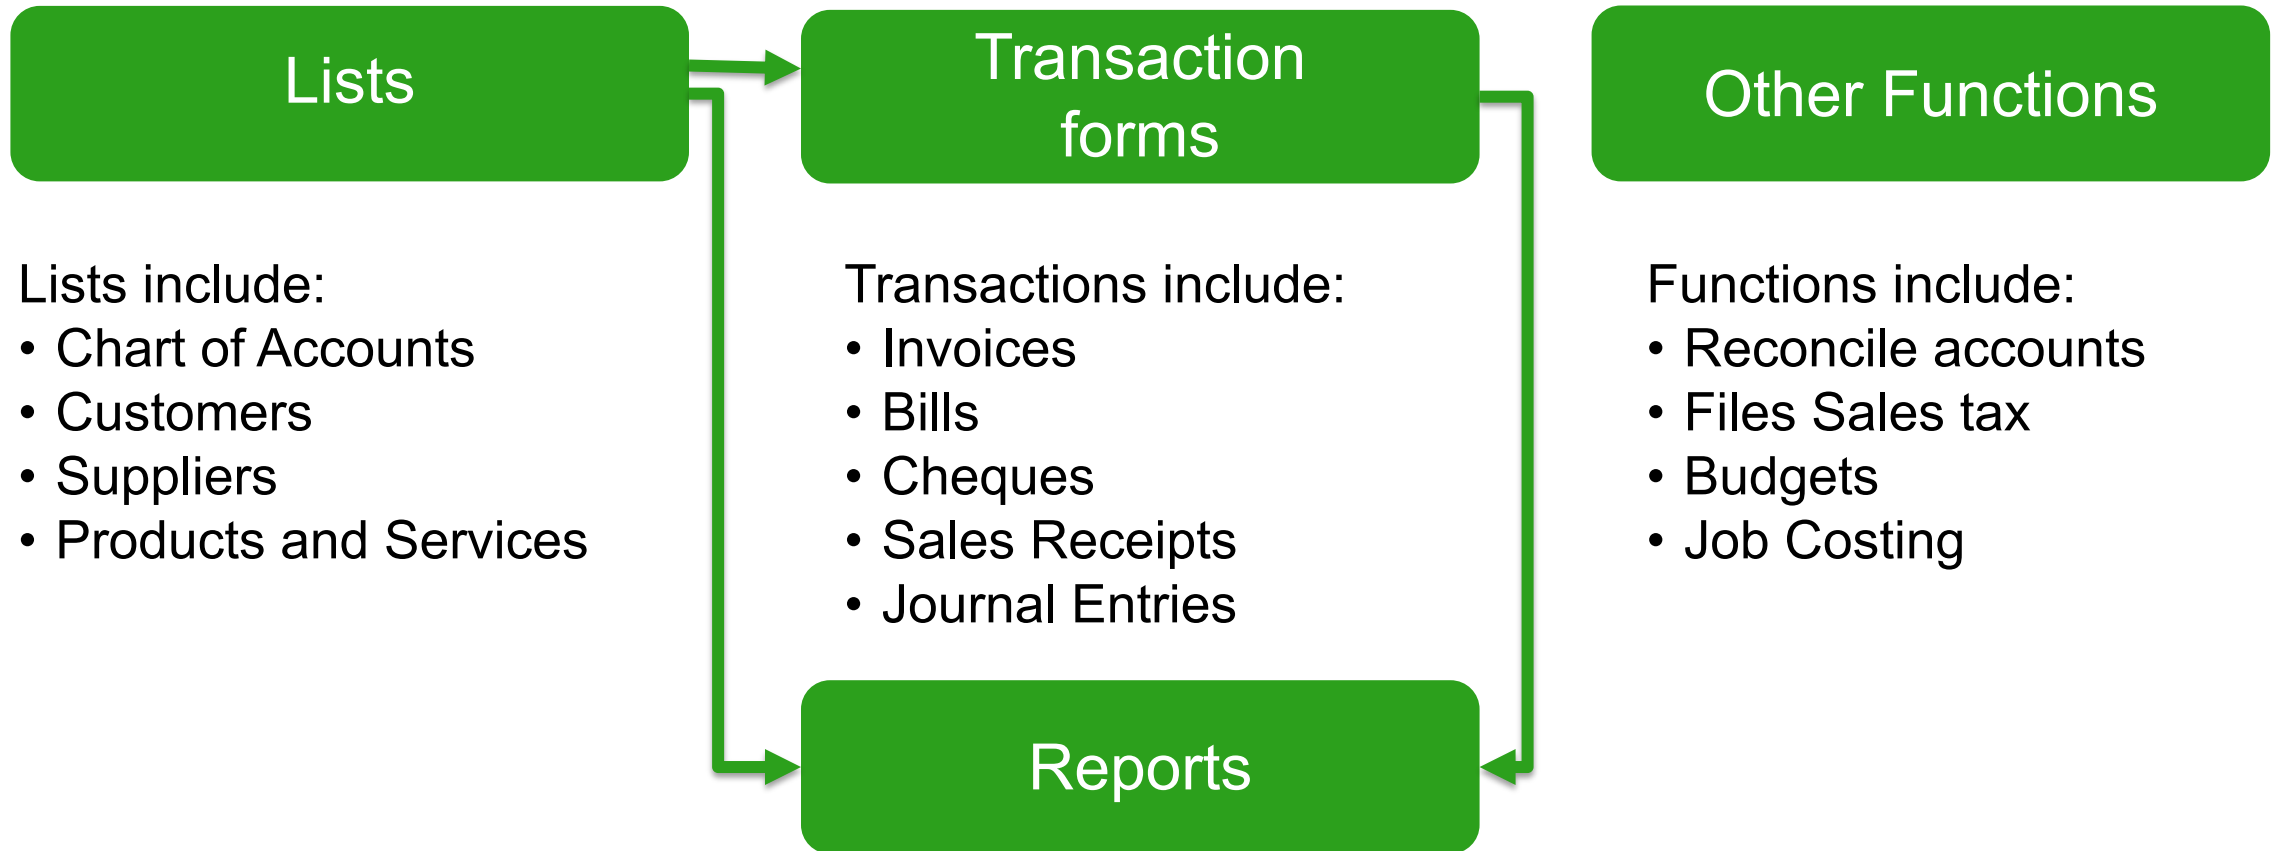 Lists
Transaction
forms
Other Functions
Lists include:
• Chart of Accounts
• Customers
• Suppliers
• Products and Services
Transactions include:
• Invoices
• Bills
• Cheques
• Sales Receipts
• Journal Entries
Functions include:
• Reconcile accounts
• Files Sales tax
• Budgets
• Job Costing
Reports